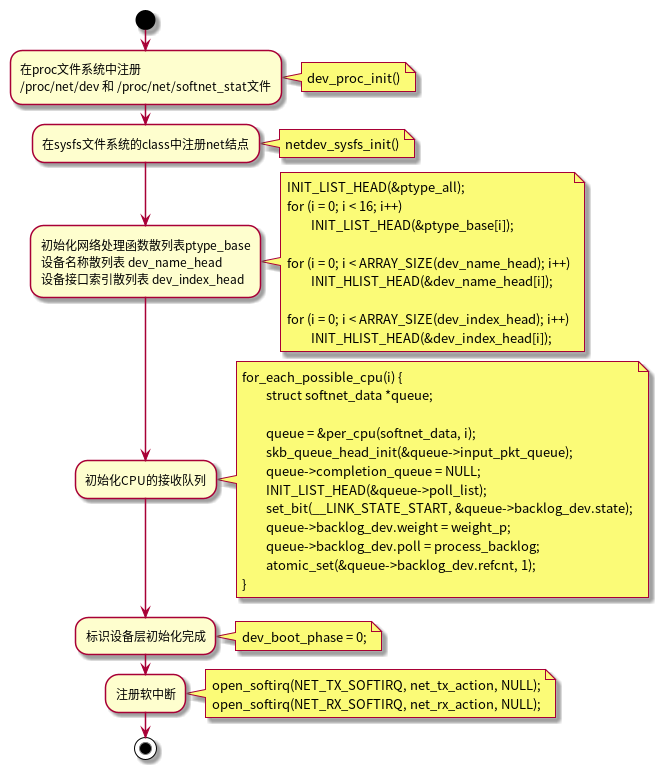 在proc文件系统中注册
/proc/net/dev 和 /proc/net/softnet_stat文件
dev_proc_init()
在sysfs文件系统的class中注册net结点
netdev_sysfs_init()
初始化网络处理函数散列表ptype_base
设备名称散列表 dev_name_head
设备接口索引散列表 dev_index_head
INIT_LIST_HEAD(&ptype_all);
for (i = 0; i < 16; i++)
INIT_LIST_HEAD(&ptype_base[i]);
for (i = 0; i < ARRAY_SIZE(dev_name_head); i++)
INIT_HLIST_HEAD(&dev_name_head[i]);
for (i = 0; i < ARRAY_SIZE(dev_index_head); i++)
INIT_HLIST_HEAD(&dev_index_head[i]);
初始化CPU的接收队列
for_each_possible_cpu(i) {
struct softnet_data *queue;
queue = &per_cpu(softnet_data, i);
skb_queue_head_init(&queue->input_pkt_queue);
queue->completion_queue = NULL;
INIT_LIST_HEAD(&queue->poll_list);
set_bit(__LINK_STATE_START, &queue->backlog_dev.state);
queue->backlog_dev.weight = weight_p;
queue->backlog_dev.poll = process_backlog;
atomic_set(&queue->backlog_dev.refcnt, 1);
}
标识设备层初始化完成
dev_boot_phase = 0;
注册软中断
open_softirq(NET_TX_SOFTIRQ, net_tx_action, NULL);
open_softirq(NET_RX_SOFTIRQ, net_rx_action, NULL);